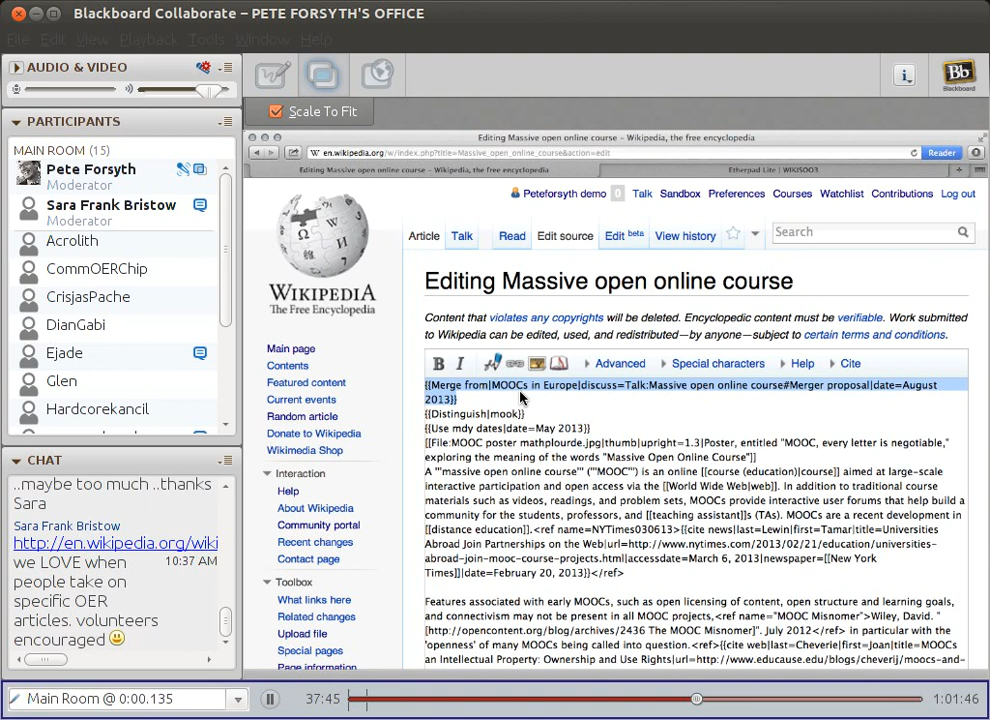 Blackboard Collaborate – PETE FORSYTH'S OFFICE
File Edit View Playback Tools Window Help
AUDIO & VIDEO
PARTICIPANTS
MAIN ROOM (15)
Pete Forsyth
Moderator
Sara Frank Bristow
Moderator
Acrolith
CommOERChip
CrisjasPache
DianGabi
Ejade
Glen
Hardcorekancil
CHAT
..maybe too much ..thanks
Sara
Sara Frank Bristow
http://en.wikipedia.org/wiki
we LOVE when 10:37 AM
people take on
specific OER
articles. volunteers
encouraged
Main Room @ 0:00.135
37:45
1:01:46
Bb
Blackboard
Scale To Fit
Editing Massive open online course – Wikipedia, the free encyclopedia
W en.wikipedia.org/w/index.php?title=Massive_open_online_course&action=edit
Reader
Editing Massive open online course – Wikipedia, the free encyclopedia
Etherpad Lite | WIKISOO3
Peteforsyth demo 0 Talk Sandbox Preferences Courses Watchlist Contributions Log out
WIKIPEDIA
The Free Encyclopedia
Article Talk Read Edit source Edit beta View history Search
Main page
Contents
Featured content
Current events
Random article
Donate to Wikipedia
Wikimedia Shop
Interaction
Help
About Wikipedia
Community portal
Recent changes
Contact page
Toolbox
What links here
Related changes
Upload file
Special pages
Page information
Editing Massive open online course
Content that violates any copyrights will be deleted. Encyclopedic content must be verifiable. Work submitted
to Wikipedia can be edited, used, and redistributed—by anyone—subject to certain terms and conditions.
B I Advanced Special characters Help Cite
{{Merge from|MOOCs in Europe|discuss=Talk:Massive open online course#Merger proposal|date=August
2013}}
{{Distinguish|mook}}
{{Use mdy dates|date=May 2013}}
[[File:MOOC poster mathplourde.jpg|thumb|upright=1.3|Poster, entitled "MOOC, every letter is negotiable,"
exploring the meaning of the words "Massive Open Online Course"]]
A '''massive open Online course''' ('''MOOC''') is an online [[course (education)|course]] aimed at large-scale
interactive participation and open access via the [[World Wide Web|web]]. In addition to traditional course
materials such as videos, readings, and problem sets, MOOCs provide interactive user forums that help build a
community for the students, professors, and [[teaching assistant]]s (TAs). MOOCs are a recent development in
[[distance education]].<ref name=NYTimes030613>{{cite news|last=Lewin|first=Tamar|title=Universities
Abroad Join Partnerships on the Web|url=http://www.nytimes.com/2013/02/21/education/universities-
abroad-join-mooc-course-projects.html|accessdate=March 6, 2013|newspaper=[[New York
Times]]|date=February 20, 2013}}</ref>
Features associated with early MOOCs, such as open licensing of content, open structure and learning goals,
and connectivism may not be present in all MOOC projects,<ref name="MOOC Misnomer">Wiley, David. "
[http://opencontent.org/blog/archives/2436 The MOOC Misnomer]". July 2012</ref> in particular with the
'openness' of many MOOCs being called into question.<ref>{{cite web|last=Cheverie|first=Joan|title=MOOCs
an Intellectual Property: Ownership and Use Rights|url=http://www.educause.edu/blogs/cheverij/moocs-and-